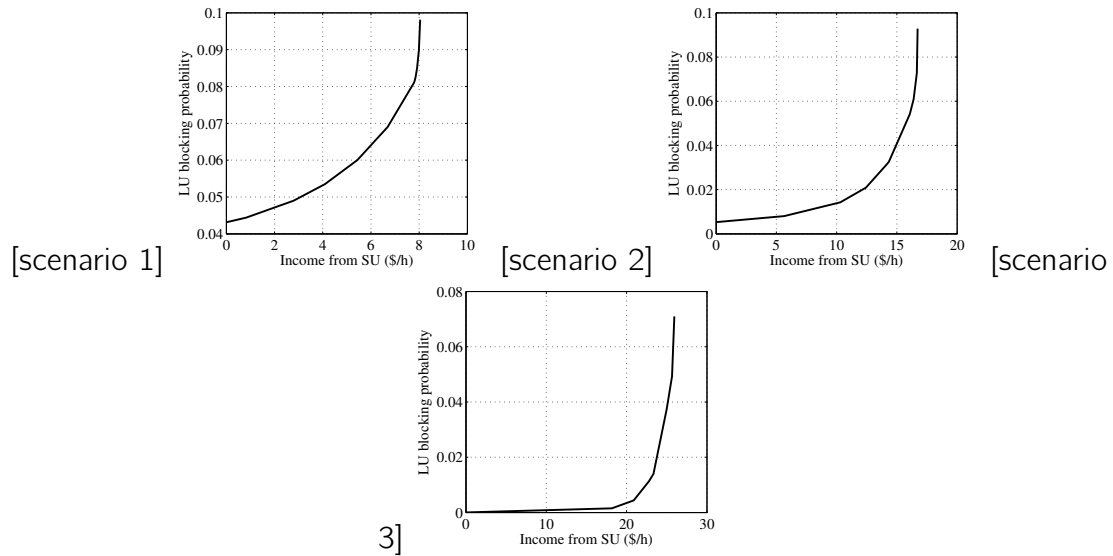 0.1
0.09
0.08
0.07
0.06
0.05
0.04
LU blocking probability
0 2 4 6 8 10
Income from SU ($/h)
[scenario 1]
0.1
0.08
0.06
0.04
0.02
0
LU blocking probability
0 5 10 15 20
Income from SU ($/h)
[scenario 2]
[scenario
0.08
0.06
0.04
0.02
0
LU blocking probability
0 10 20 30
Income from SU ($/h)
3]